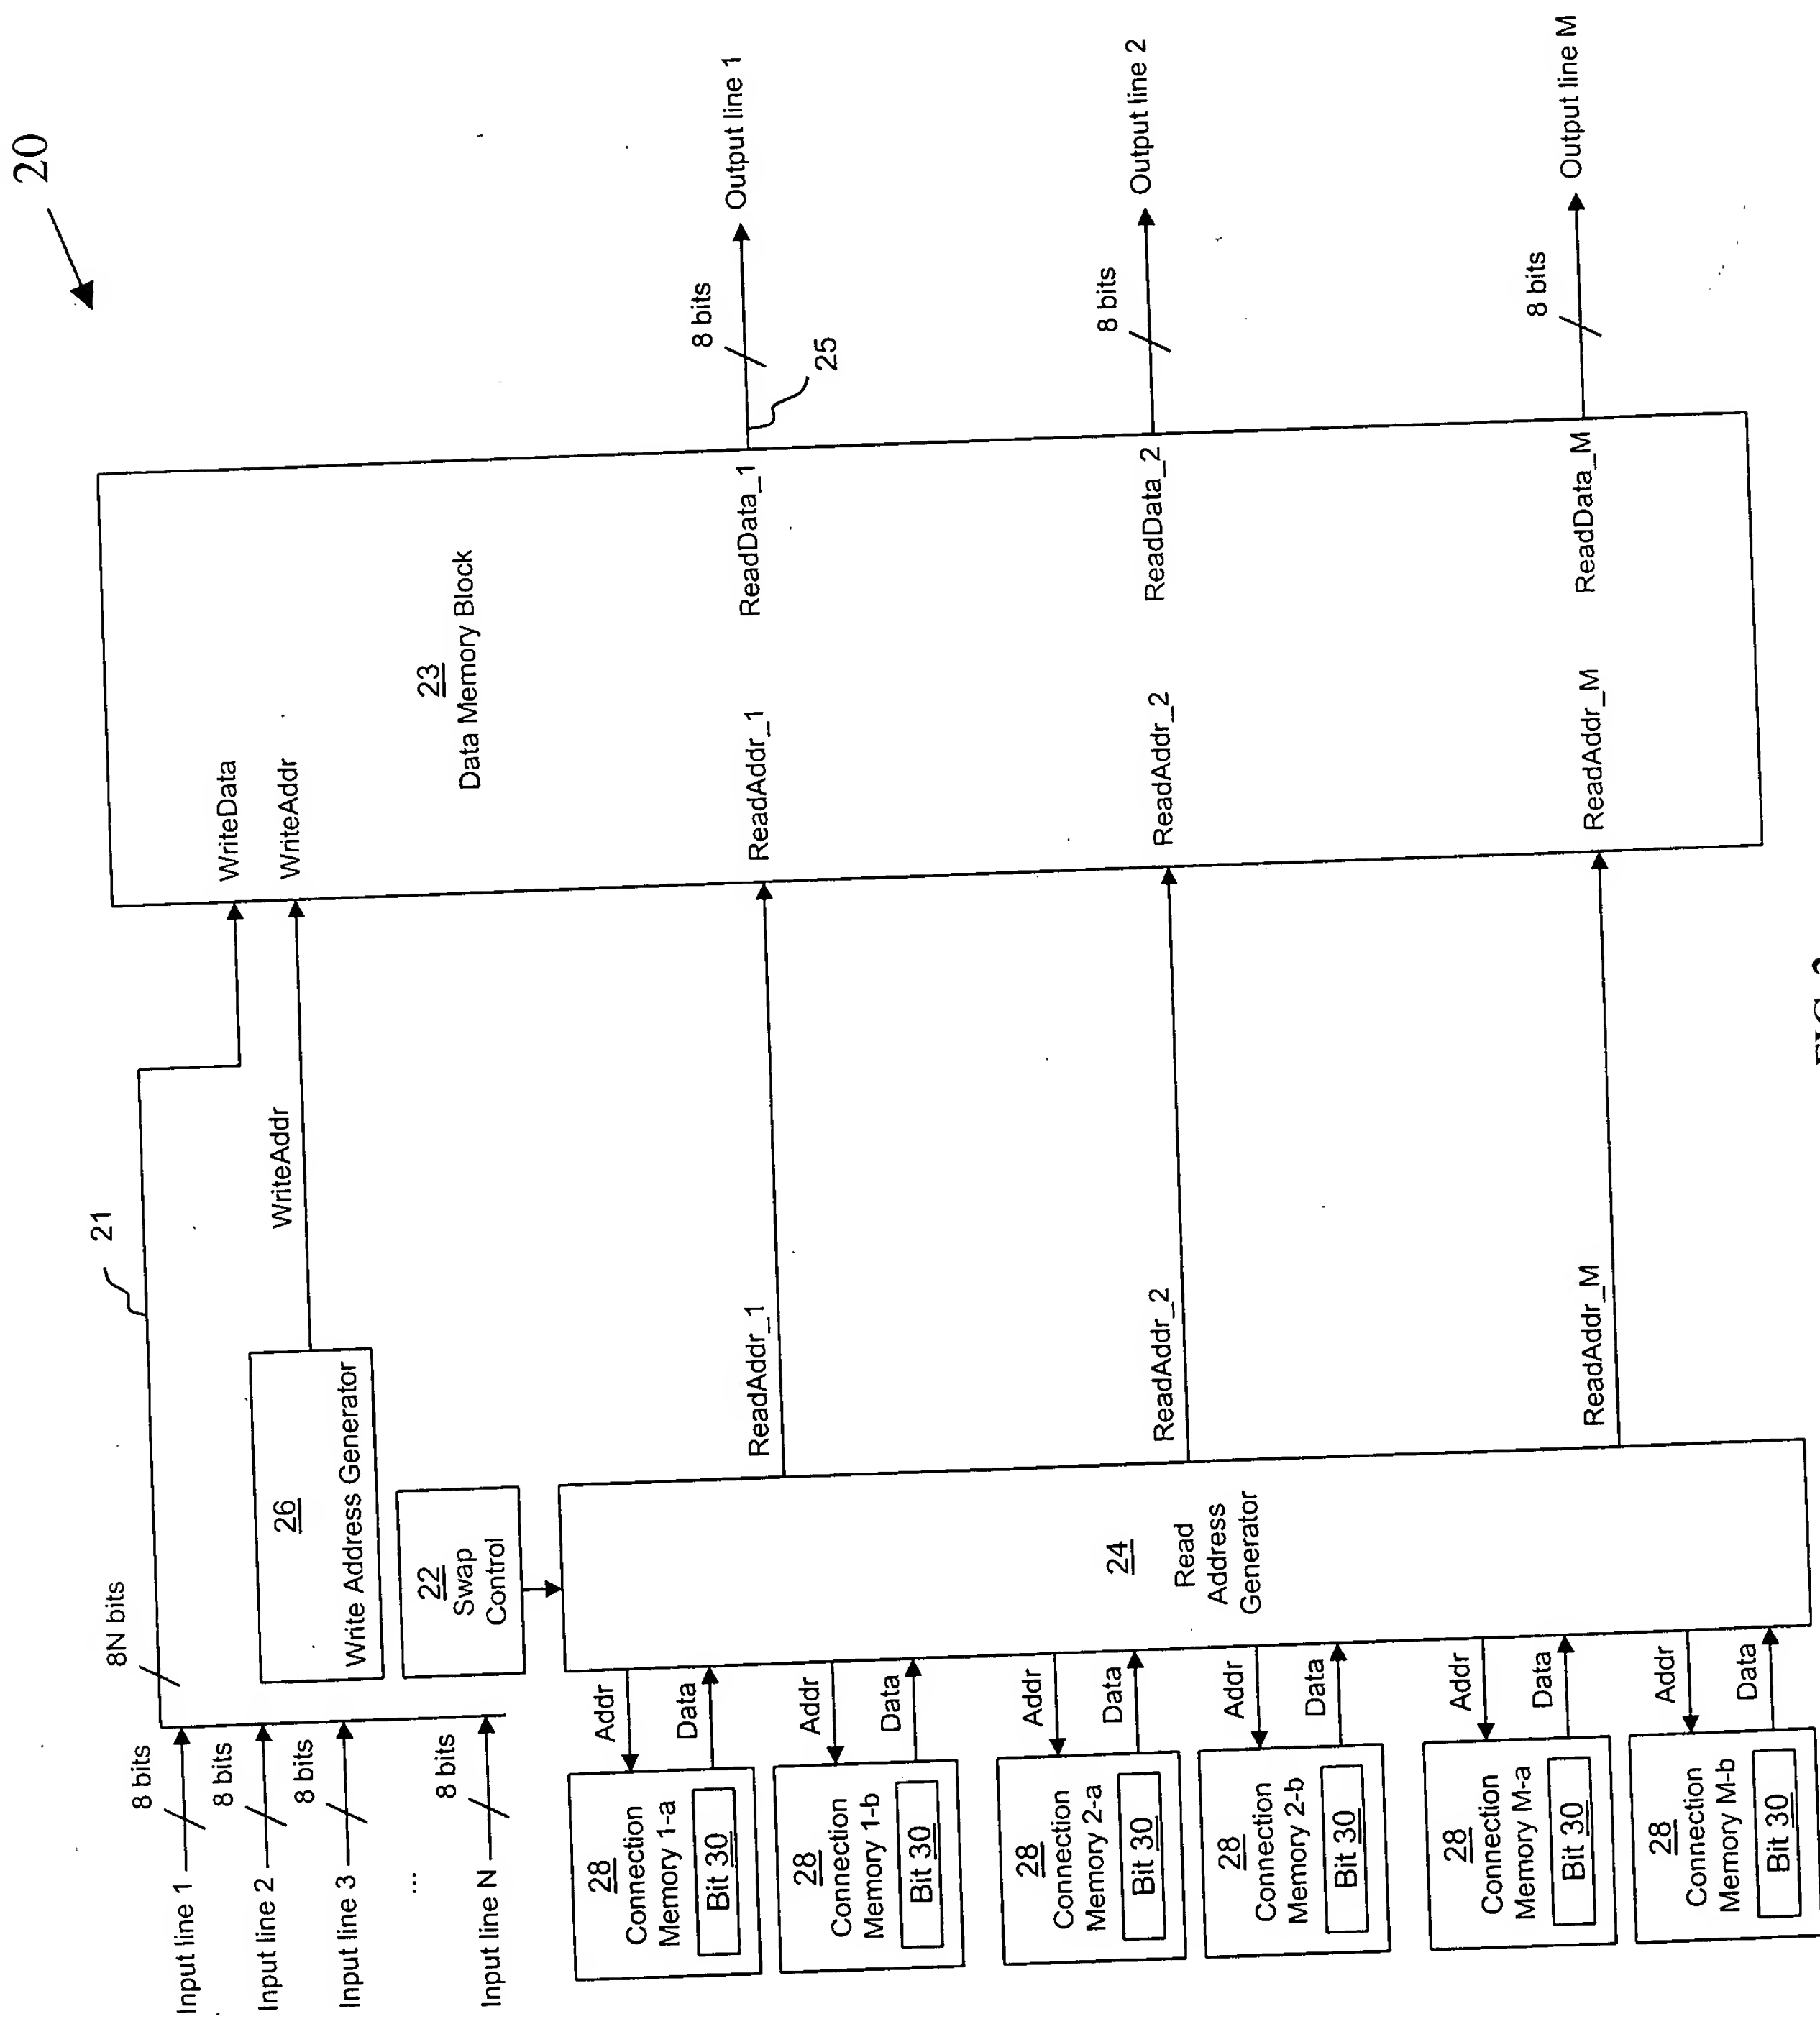 20
Input line 1
8 bits
Input line 2
8 bits
Input line 3
8 bits
...
Input line N
8 bits
8N bits
21
26
Write Address Generator
WriteAddr
22
Swap
Control
WriteData
WriteAddr
23
Data Memory Block
24
Read
Address
Generator
28
Connection
Memory 1-a
Bit 30
Addr
Data
28
Connection
Memory 1-b
Bit 30
Addr
Data
28
Connection
Memory 2-a
Bit 30
Addr
Data
28
Connection
Memory 2-b
Bit 30
Addr
Data
28
Connection
Memory M-a
Bit 30
Addr
Data
28
Connection
Memory M-b
Bit 30
Addr
Data
ReadAddr_1
ReadAddr_1
ReadData_1
25
8 bits
Output line 1
ReadAddr_2
ReadAddr_2
ReadData_2
8 bits
Output line 2
ReadAddr_M
ReadAddr_M
ReadData_M
8 bits
Output line M